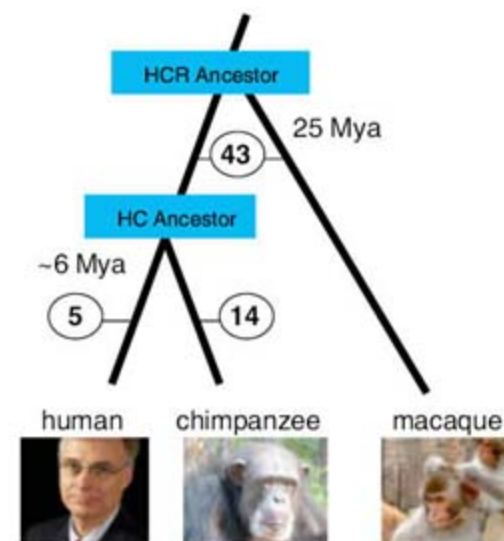 HCR Ancestor
25 Mya
43
HC Ancestor
~6 Mya
5
14
human
chimpanzee
macaque